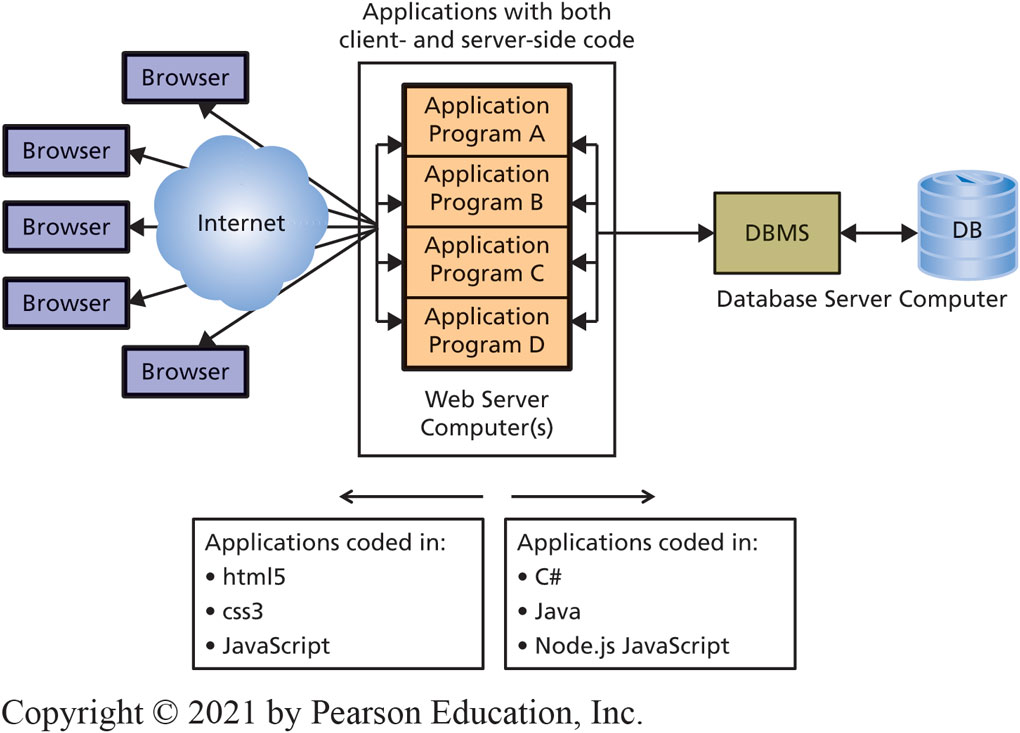 Applications with both
client- and server-side code
Browser
Browser
Browser
Browser
Browser
Internet
Application
Program A
Application
Program B
Application
Program C
Application
Program D
Web Server
Computer(s)
DBMS
DB
Database Server Computer
Applications coded in:
• html5
• css3
• JavaScript
Applications coded in:
• C#
• Java
• Node.js JavaScript
Copyright © 2021 by Pearson Education, Inc.